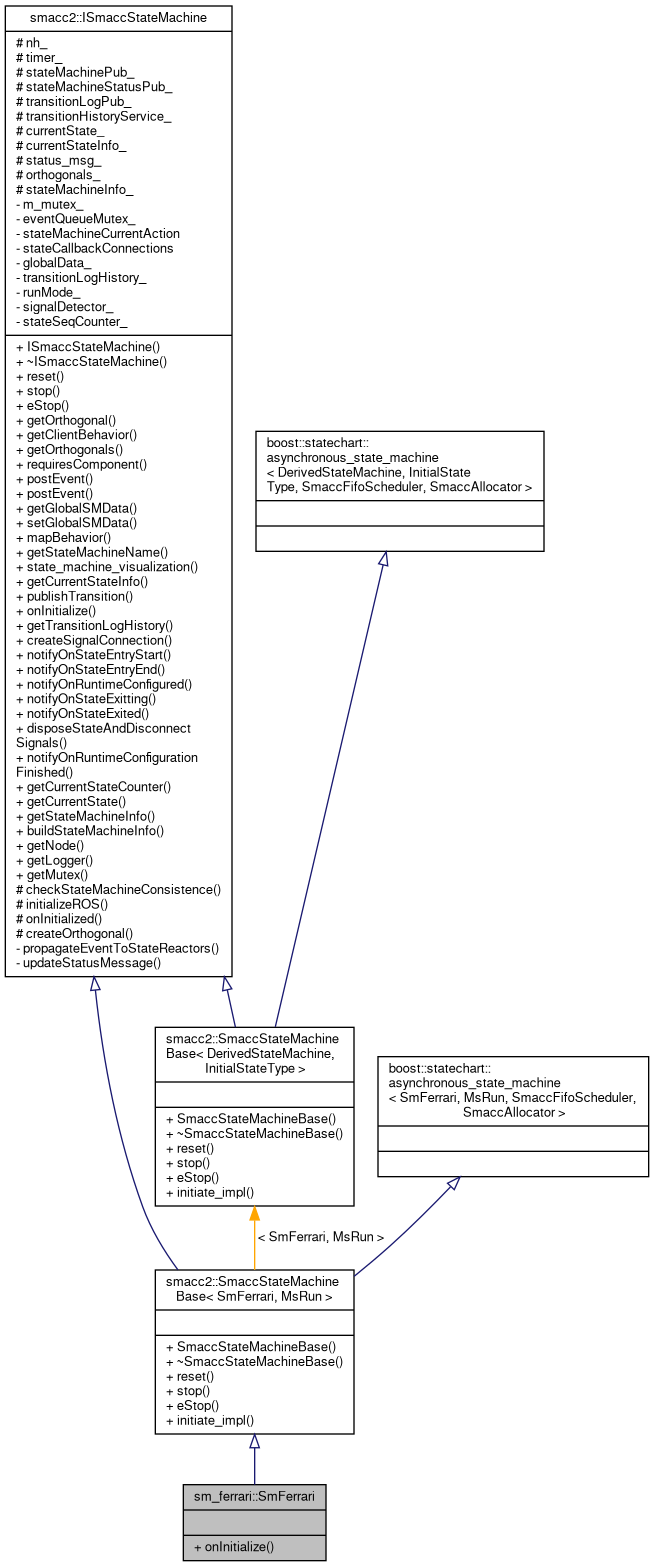 smacc2::ISmaccStateMachine
# nh_
# timer_
# stateMachinePub_
# stateMachineStatusPub_
# transitionLogPub_
# transitionHistoryService_
# currentState_
# currentStateInfo_
# status_msg_
# orthogonals_
# stateMachineInfo_
- m_mutex_
- eventQueueMutex_
- stateMachineCurrentAction
- stateCallbackConnections
- globalData_
- transitionLogHistory_
- runMode_
- signalDetector_
- stateSeqCounter_
+ ISmaccStateMachine()
+ ~ISmaccStateMachine()
+ reset()
+ stop()
+ eStop()
+ getOrthogonal()
+ getClientBehavior()
+ getOrthogonals()
+ requiresComponent()
+ postEvent()
+ postEvent()
+ getGlobalSMData()
+ setGlobalSMData()
+ mapBehavior()
+ getStateMachineName()
+ state_machine_visualization()
+ getCurrentStateInfo()
+ publishTransition()
+ onInitialize()
+ getTransitionLogHistory()
+ createSignalConnection()
+ notifyOnStateEntryStart()
+ notifyOnStateEntryEnd()
+ notifyOnRuntimeConfigured()
+ notifyOnStateExitting()
+ notifyOnStateExited()
+ disposeStateAndDisconnect
Signals()
+ notifyOnRuntimeConfiguration
Finished()
+ getCurrentStateCounter()
+ getCurrentState()
+ getStateMachineInfo()
+ buildStateMachineInfo()
+ getNode()
+ getLogger()
+ getMutex()
# checkStateMachineConsistence()
# initializeROS()
# onInitialized()
# createOrthogonal()
- propagateEventToStateReactors()
- updateStatusMessage()
boost::statechart::
asynchronous_state_machine
< DerivedStateMachine, InitialState
Type, SmaccFifoScheduler, SmaccAllocator >
smacc2::SmaccStateMachine
Base< DerivedStateMachine,
InitialStateType >
+ SmaccStateMachineBase()
+ ~SmaccStateMachineBase()
+ reset()
+ stop()
+ eStop()
+ initiate_impl()
boost::statechart::
asynchronous_state_machine
< SmFerrari, MsRun, SmaccFifoScheduler,
SmaccAllocator >
< SmFerrari, MsRun >
smacc2::SmaccStateMachine
Base< SmFerrari, MsRun >
+ SmaccStateMachineBase()
+ ~SmaccStateMachineBase()
+ reset()
+ stop()
+ eStop()
+ initiate_impl()
sm_ferrari::SmFerrari
+ onInitialize()